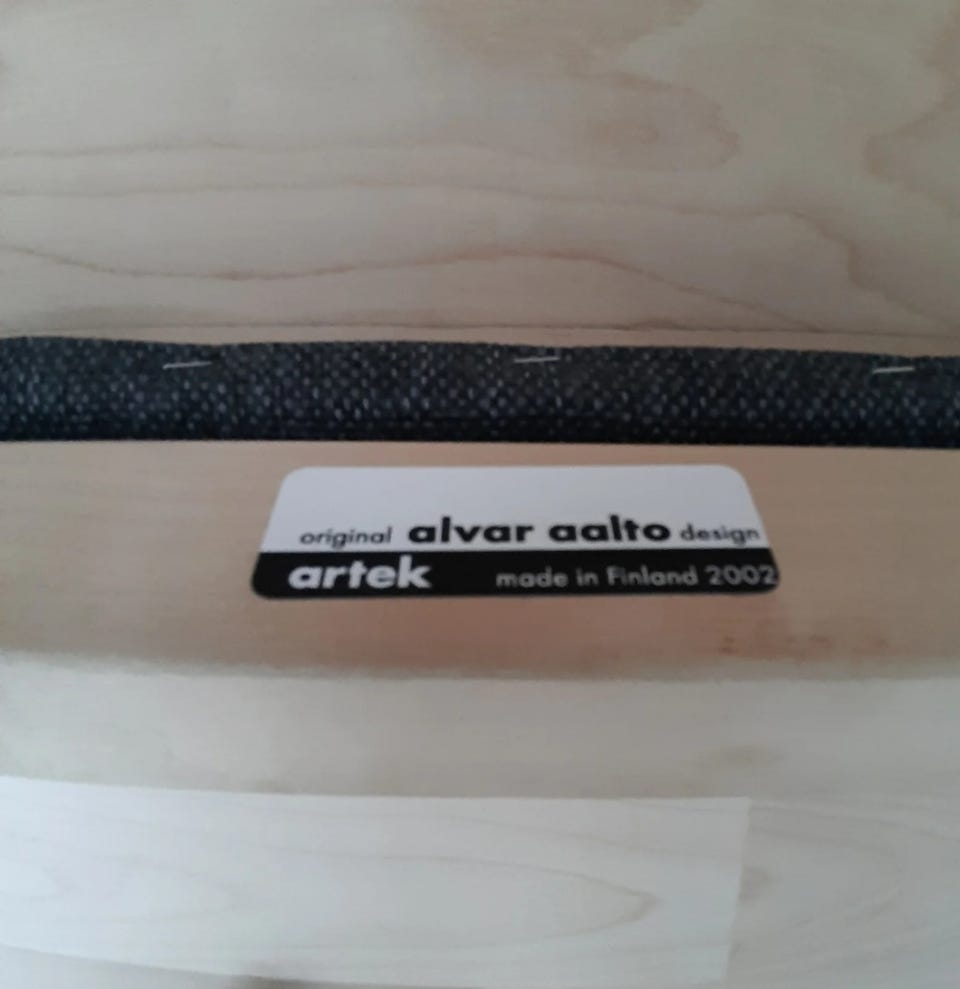 original alvar aalto design
artek made in Finland 2002